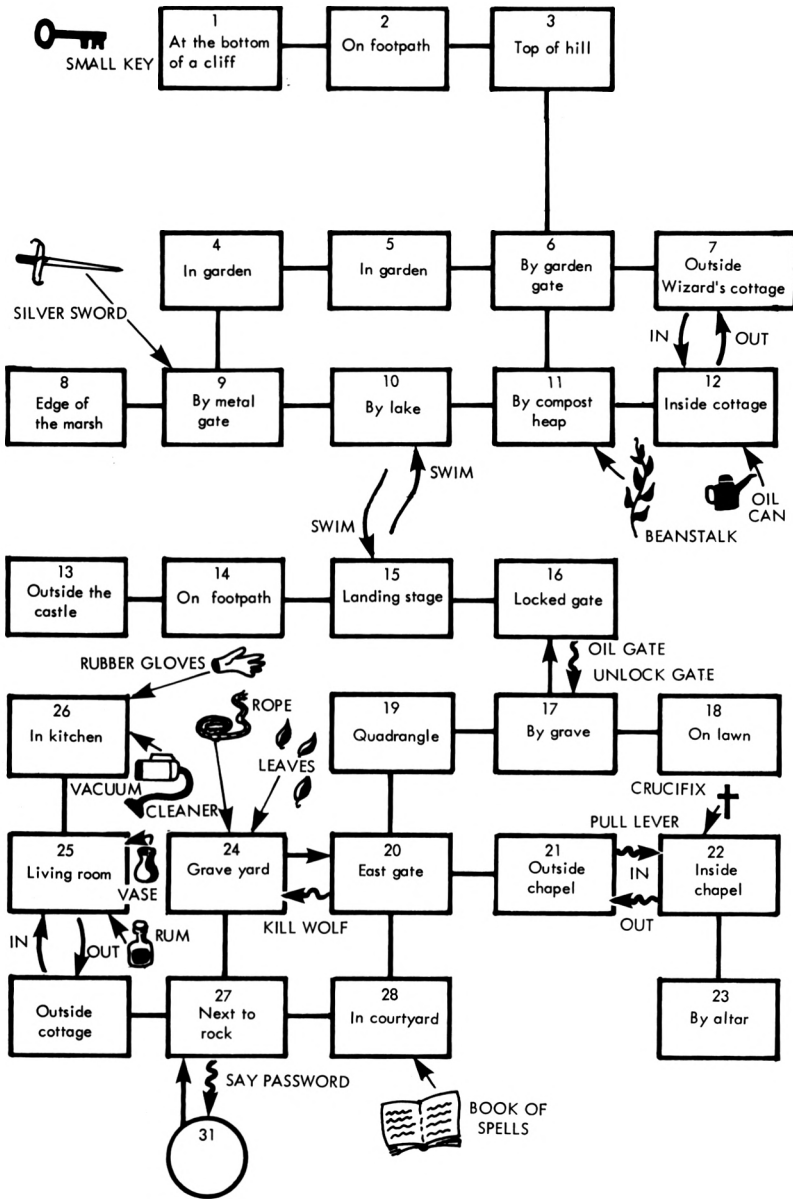 1
At the bottom
of a cliff
2
On footpath
3
Top of hill
SMALL KEY
4
In garden
5
In garden
6
By garden
gate
7
Outside
Wizard's cottage
SILVER SWORD
IN
OUT
8
Edge of
the marsh
9
By metal
gate
10
By lake
11
By compost
heap
12
Inside cottage
SWIM
SWIM
OIL
CAN
BEANSTALK
13
Outside the
castle
14
On footpath
15
Landing stage
16
Locked gate
RUBBER GLOVES
OIL GATE
UNLOCK GATE
26
In kitchen
ROPE
LEAVES
19
Quadrangle
17
By grave
18
On lawn
VACUUM
CLEANER
CRUCIFIX
PULL LEVER
25
Living room
VASE
24
Grave yard
20
East gate
21
Outside
chapel
IN
22
Inside
chapel
KILL WOLF
OUT
IN
OUT
RUM
Outside
cottage
27
Next to
rock
28
In courtyard
23
By altar
SAY PASSWORD
31
BOOK OF
SPELLS